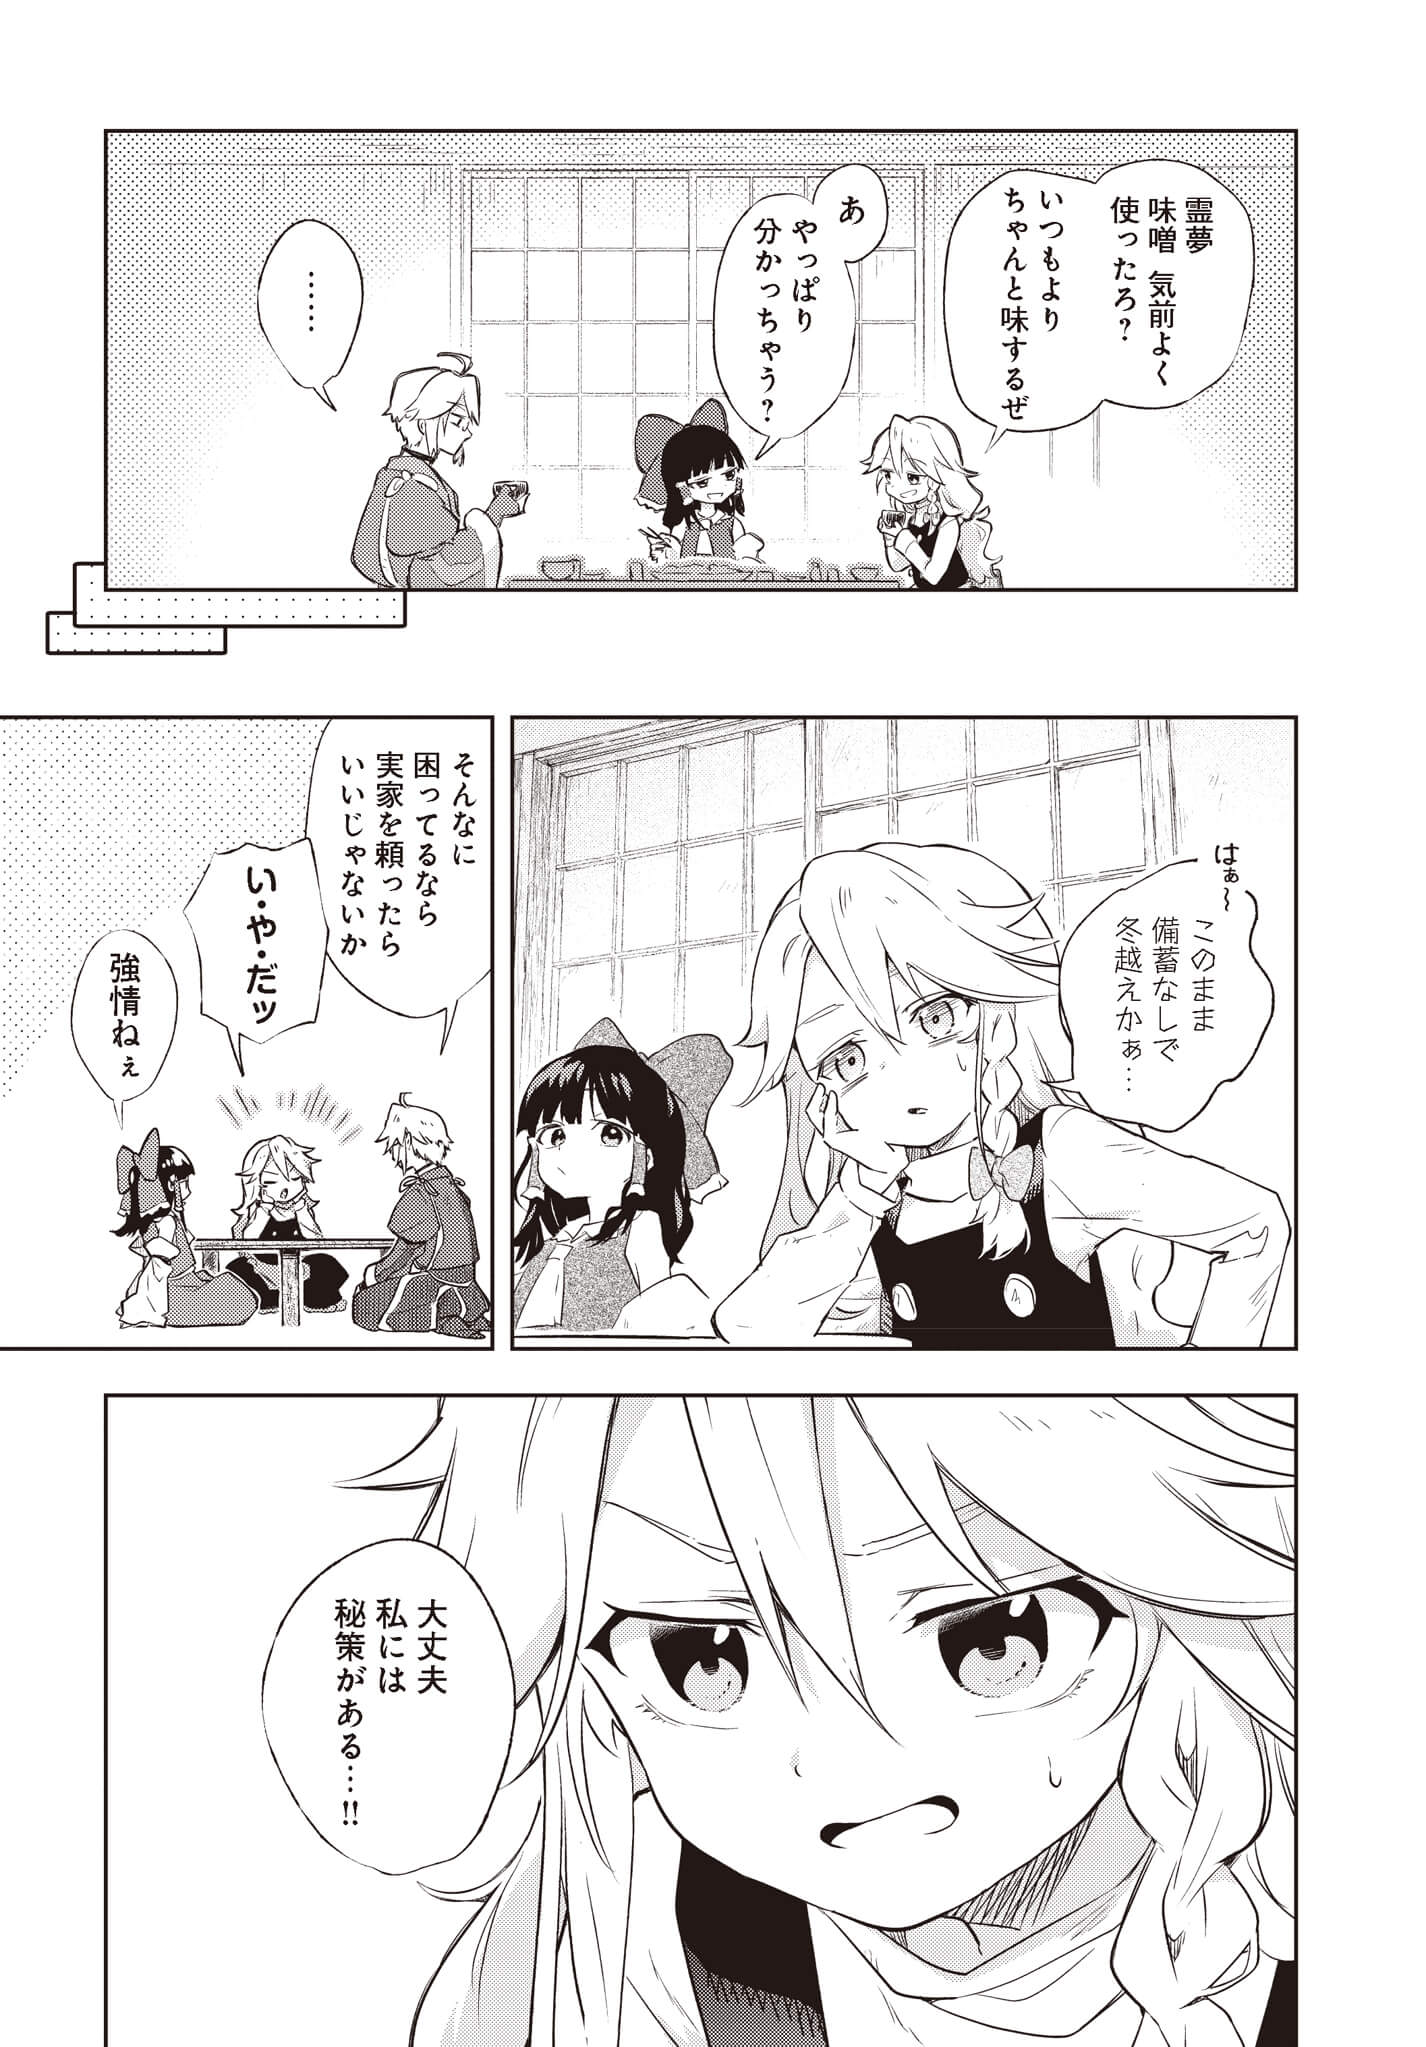 霊夢
味噌 気前よく
使ったろ?
いつもより
ちゃんと味するぜ
あ
やっぱり
分かっちゃう?
……
はぁ〜
このまま
備蓄なしで
冬越えかぁ…
そんなに
困ってるなら
実家を頼ったら
いいじゃないか
い・や・だッ
強情ねぇ
大丈夫
私には
秘策がある…!!